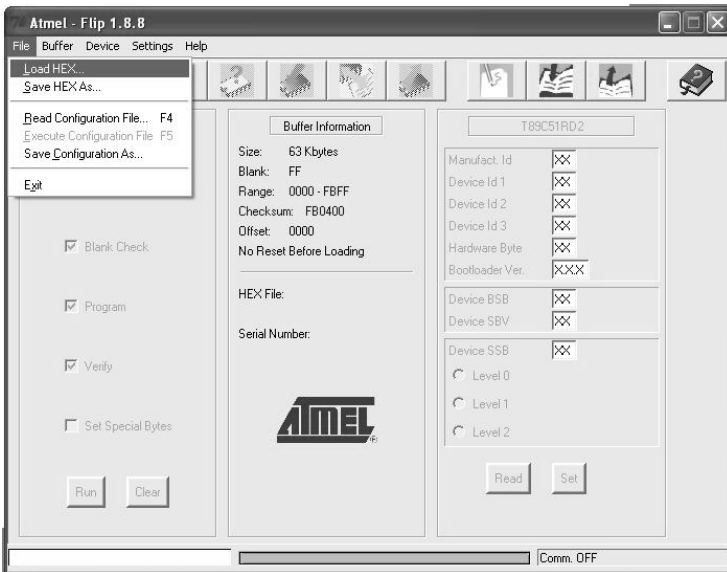 Atmel - Flip 1.8.8
File Buffer Device Settings Help
Load HEX...
Save HEX As...
Read Configuration File... F4
Execute Configuration File F5
Save Configuration As...
Exit
Blank Check
Program
Verify
Set Special Bytes
Run Clear
Buffer Information
Size: 63 Kbytes
Blank: FF
Range: 0000 - FBFF
Checksum: FB0400
Offset: 0000
No Reset Before Loading
HEX File:
Serial Number:
ATMEL®
T89C51RD2
Manufact. Id XX
Device Id 1 XX
Device Id 2 XX
Device Id 3 XX
Hardware Byte XX
Bootloader Ver. XXX
Device BSB XX
Device SBV XX
Device SSB XX
Level 0
Level 1
Level 2
Read Set
Comm. OFF